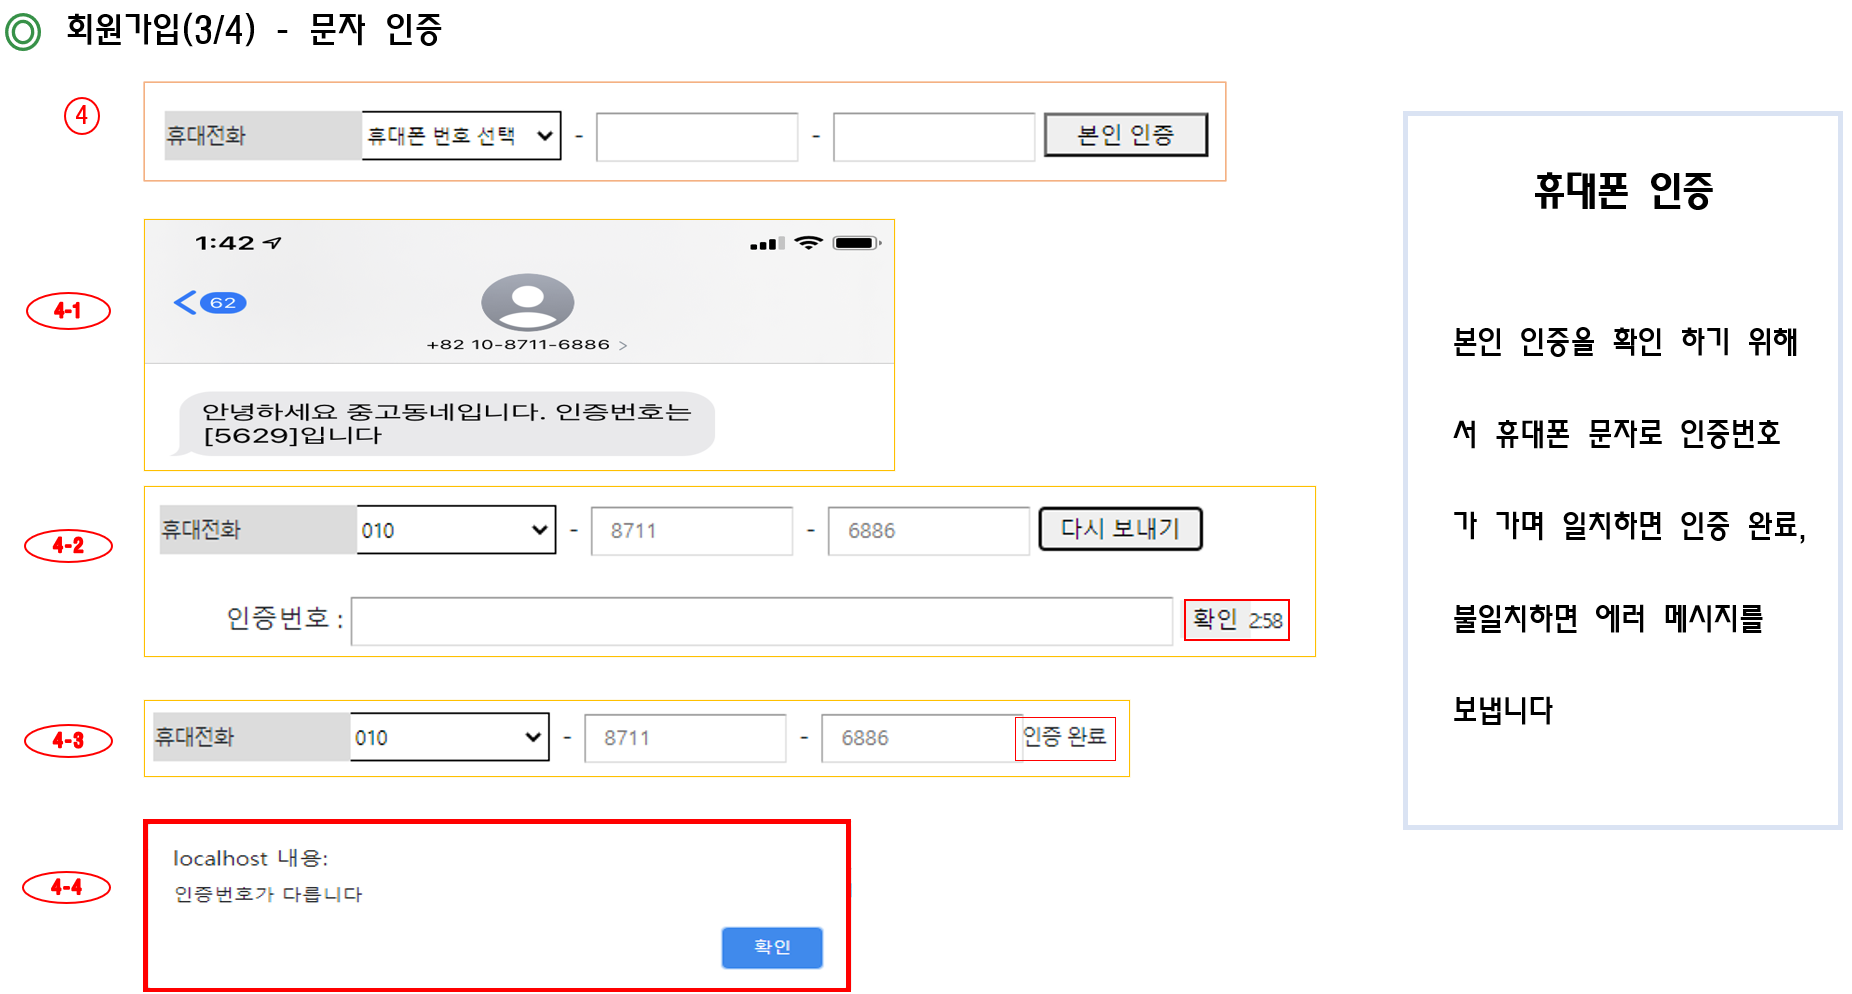 회원가입(3/4) - 문자 인증
4
휴대전화 휴대폰 번호 선택 - - 본인 인증
4-1
1:42
62
+82 10-8711-6886 >
안녕하세요 중고동네입니다. 인증번호는
[5629]입니다
4-2
휴대전화 010 - 8711 - 6886 다시 보내기
인증번호 : 확인 2:58
4-3
휴대전화 010 - 8711 - 6886 인증 완료
4-4
localhost 내용:
인증번호가 다릅니다
확인
휴대폰 인증
본인 인증을 확인 하기 위해
서 휴대폰 문자로 인증번호
가 가며 일치하면 인증 완료,
불일치하면 에러 메시지를
보냅니다